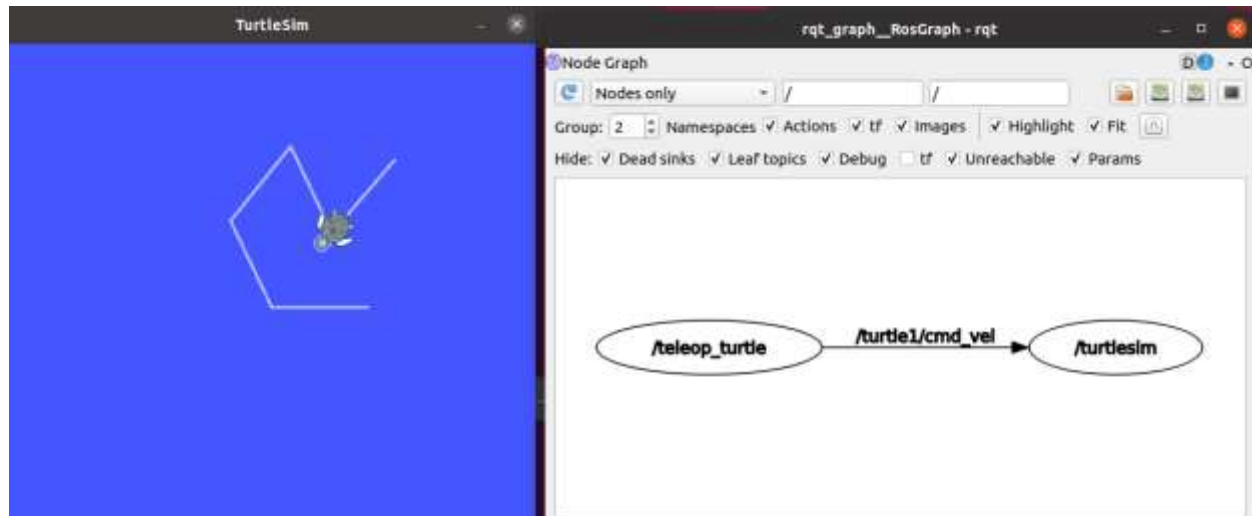 TurtleSim
rqt_graph__RosGraph - rqt
Node Graph
D
- O
Nodes only
/
/
Group: 2 Namespaces ✓ Actions ✓ tf ✓ Images ✓ Highlight ✓ Fit
Hide: ✓ Dead sinks ✓ Leaf topics ✓ Debug tf ✓ Unreachable ✓ Params
/teleop_turtle
/turtle1/cmd_vel
/turtlesim